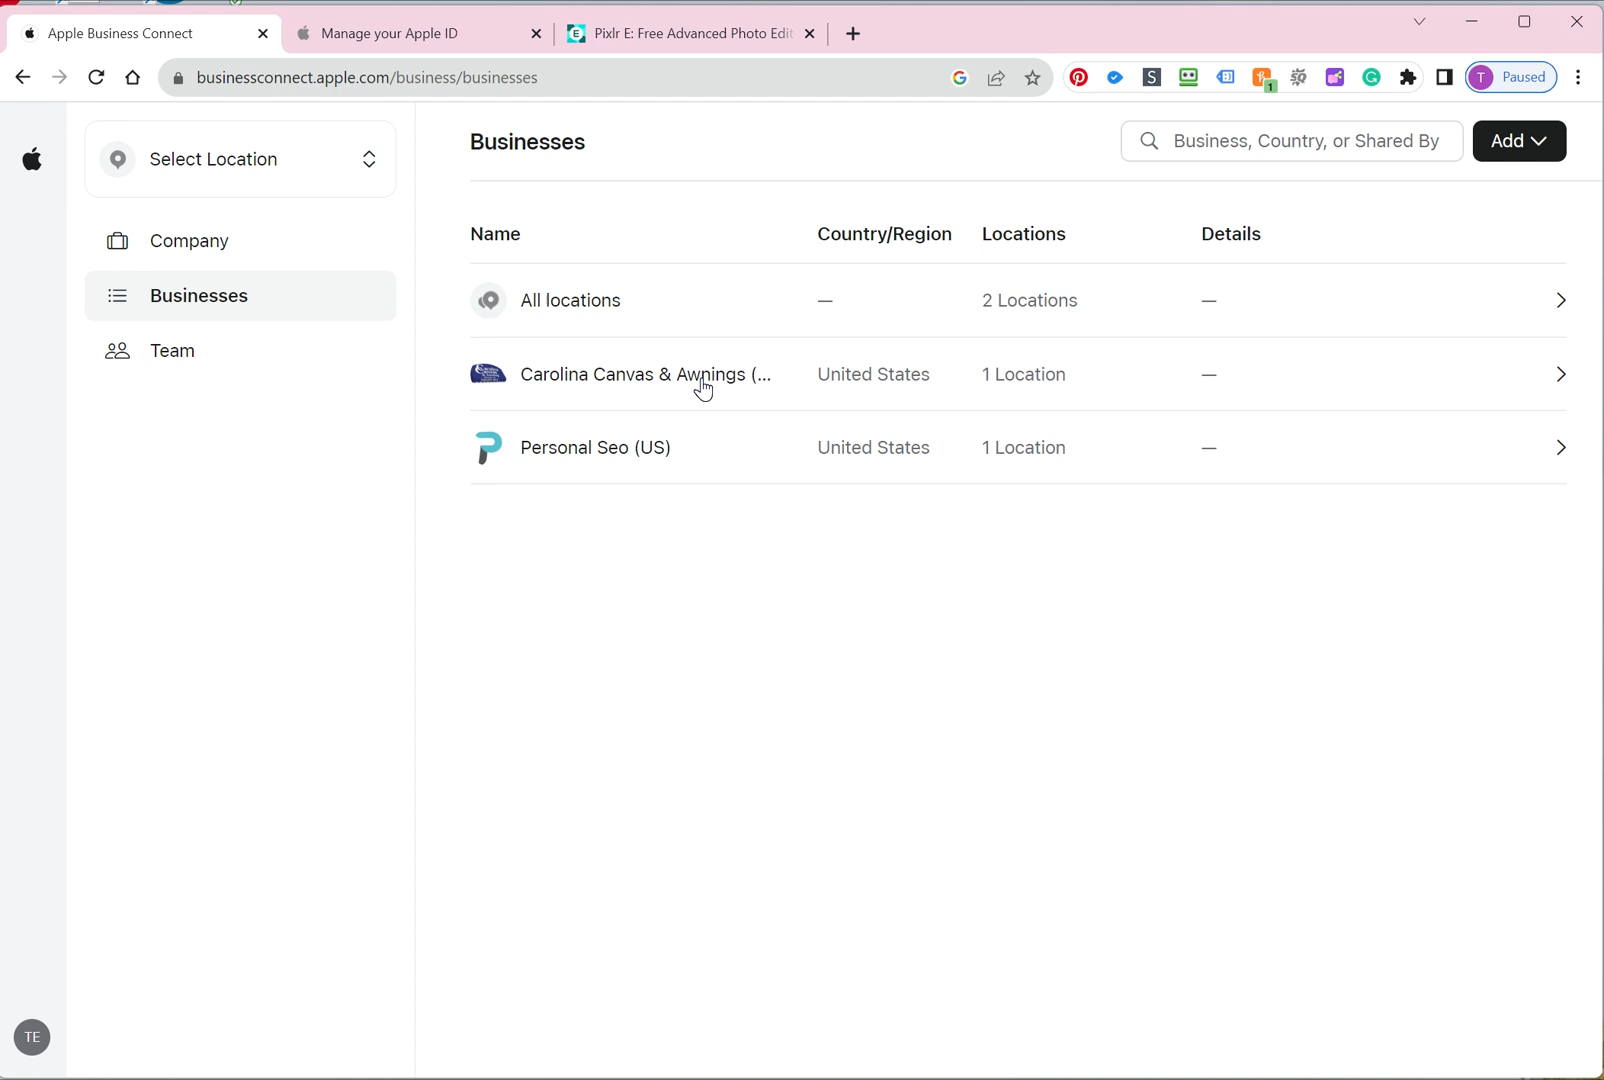 Apple Business Connect
Manage your Apple ID
Pixlr E: Free Advanced Photo Edit
businessconnect.apple.com/business/businesses
1
T Paused
Select Location
Company
Businesses
Team
TE
Businesses
Business, Country, or Shared By
Add
Name Country/Region Locations Details
All locations — 2 Locations —
Carolina Canvas & Awnings (... United States 1 Location —
Personal Seo (US) United States 1 Location —